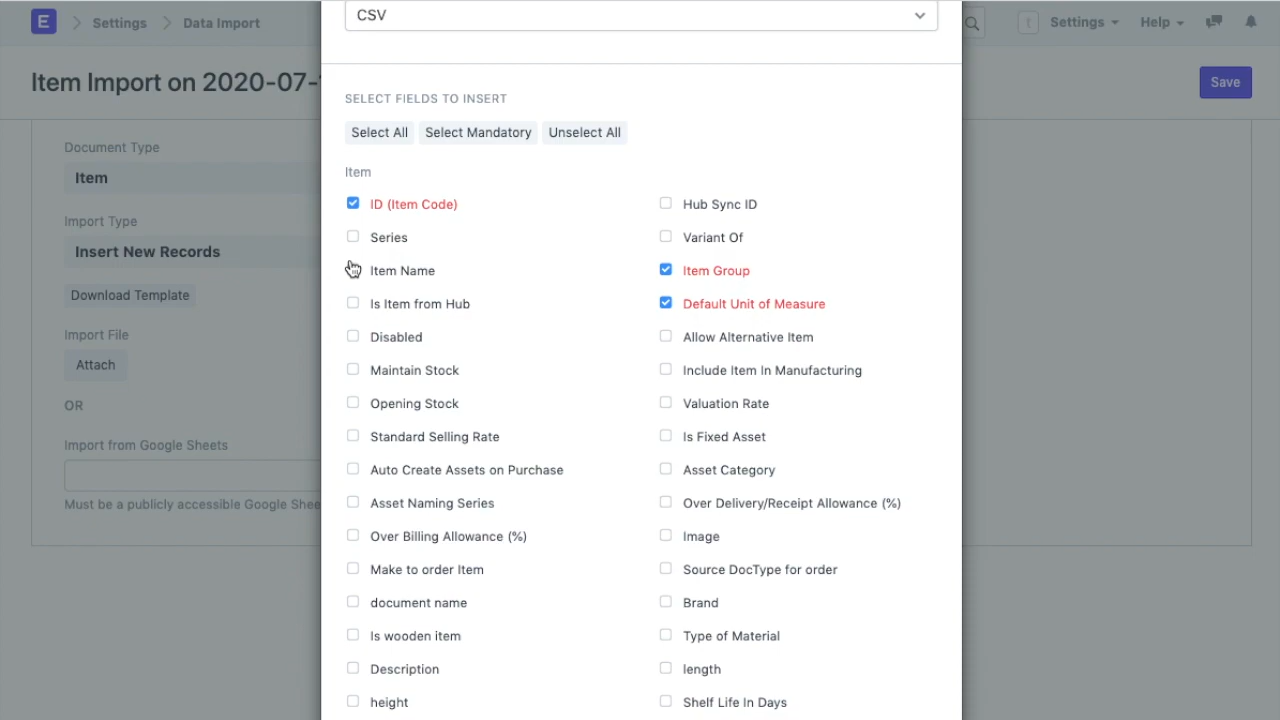 CSV
E
Settings
Data Import
t
Settings
Help
Item Import on 2020-07-
Save
SELECT FIELDS TO INSERT
Select All
Select Mandatory
Unselect All
Document Type
Item
Import Type
Insert New Records
Download Template
Import File
Attach
OR
Import from Google Sheets
Must be a publicly accessible Google Shee
Item
ID (Item Code)
Hub Sync ID
Series
Variant Of
Item Name
Item Group
Is Item from Hub
Default Unit of Measure
Disabled
Allow Alternative Item
Maintain Stock
Include Item In Manufacturing
Opening Stock
Valuation Rate
Standard Selling Rate
Is Fixed Asset
Auto Create Assets on Purchase
Asset Category
Asset Naming Series
Over Delivery/Receipt Allowance (%)
Over Billing Allowance (%)
Image
Make to order Item
Source DocType for order
document name
Brand
Is wooden item
Type of Material
Description
length
height
Shelf Life In Days